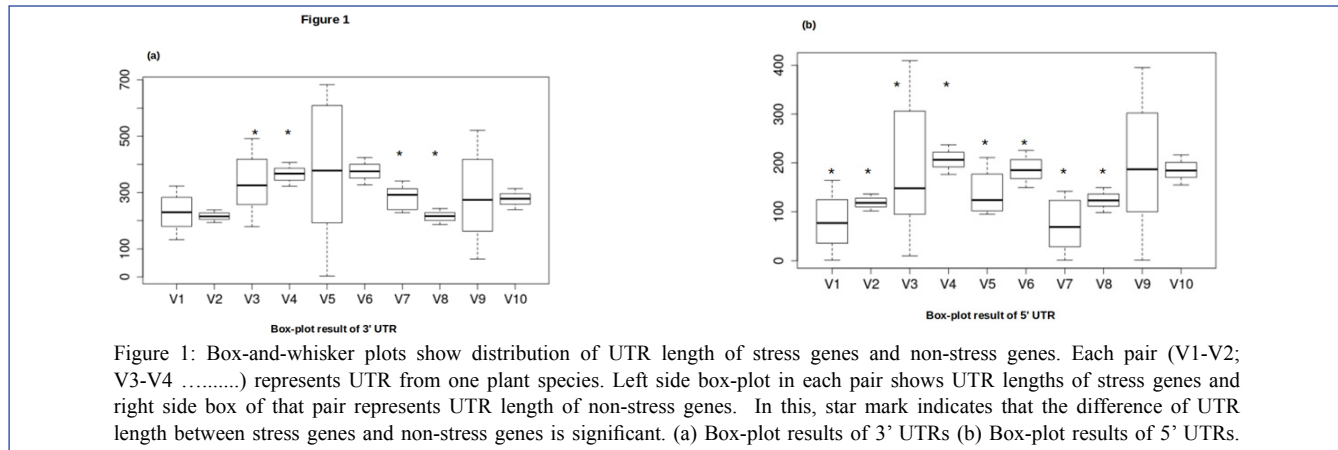 Figure 1
(a)
700
500
300
100
0
* * * *
V1 V2 V3 V4 V5 V6 V7 V8 V9 V10
Box-plot result of 3' UTR
(b)
400
300
200
100
0
* * * * * * * *
V1 V2 V3 V4 V5 V6 V7 V8 V9 V10
Box-plot result of 5' UTR
Figure 1: Box-and-whisker plots show distribution of UTR length of stress genes and non-stress genes. Each pair (V1-V2;
V3-V4 ….......) represents UTR from one plant species. Left side box-plot in each pair shows UTR lengths of stress genes and
right side box of that pair represents UTR length of non-stress genes. In this, star mark indicates that the difference of UTR
length between stress genes and non-stress genes is significant. (a) Box-plot results of 3’ UTRs (b) Box-plot results of 5’ UTRs.